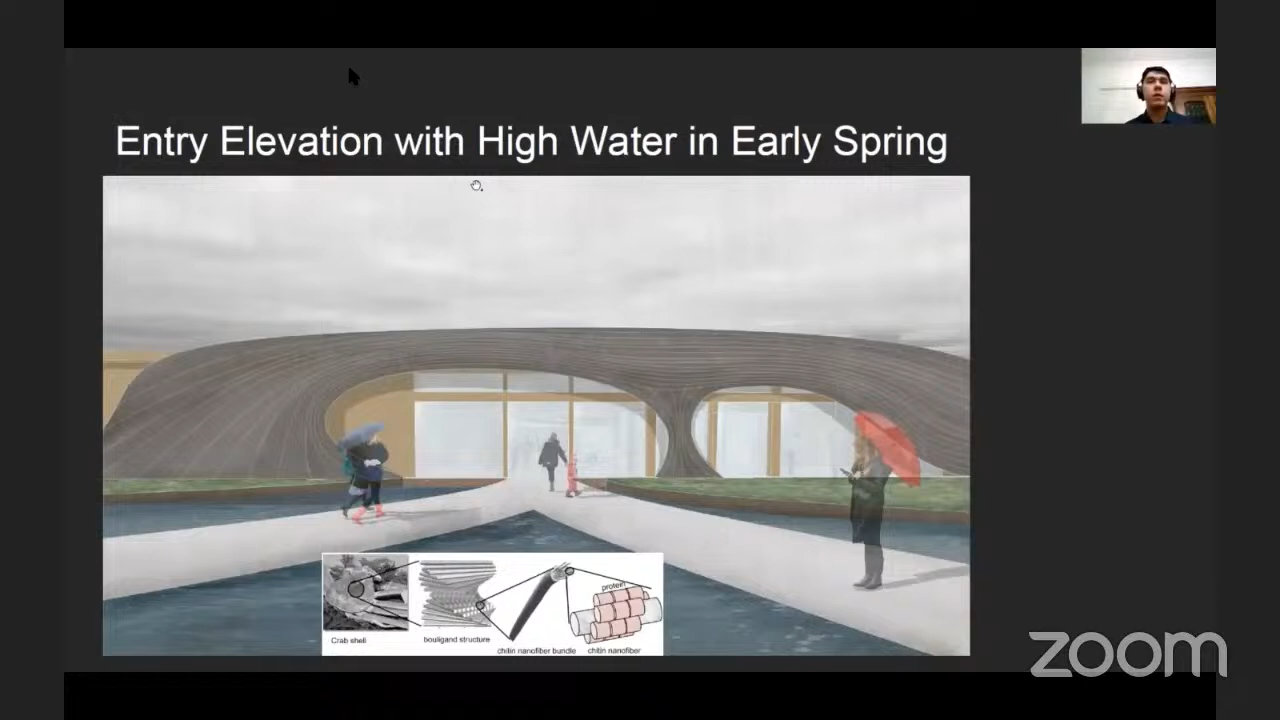 Entry Elevation with High Water in Early Spring
protein
Crab shell
bouligand structure
chitin nanofiber bundle
chitin nanofiber
zoom